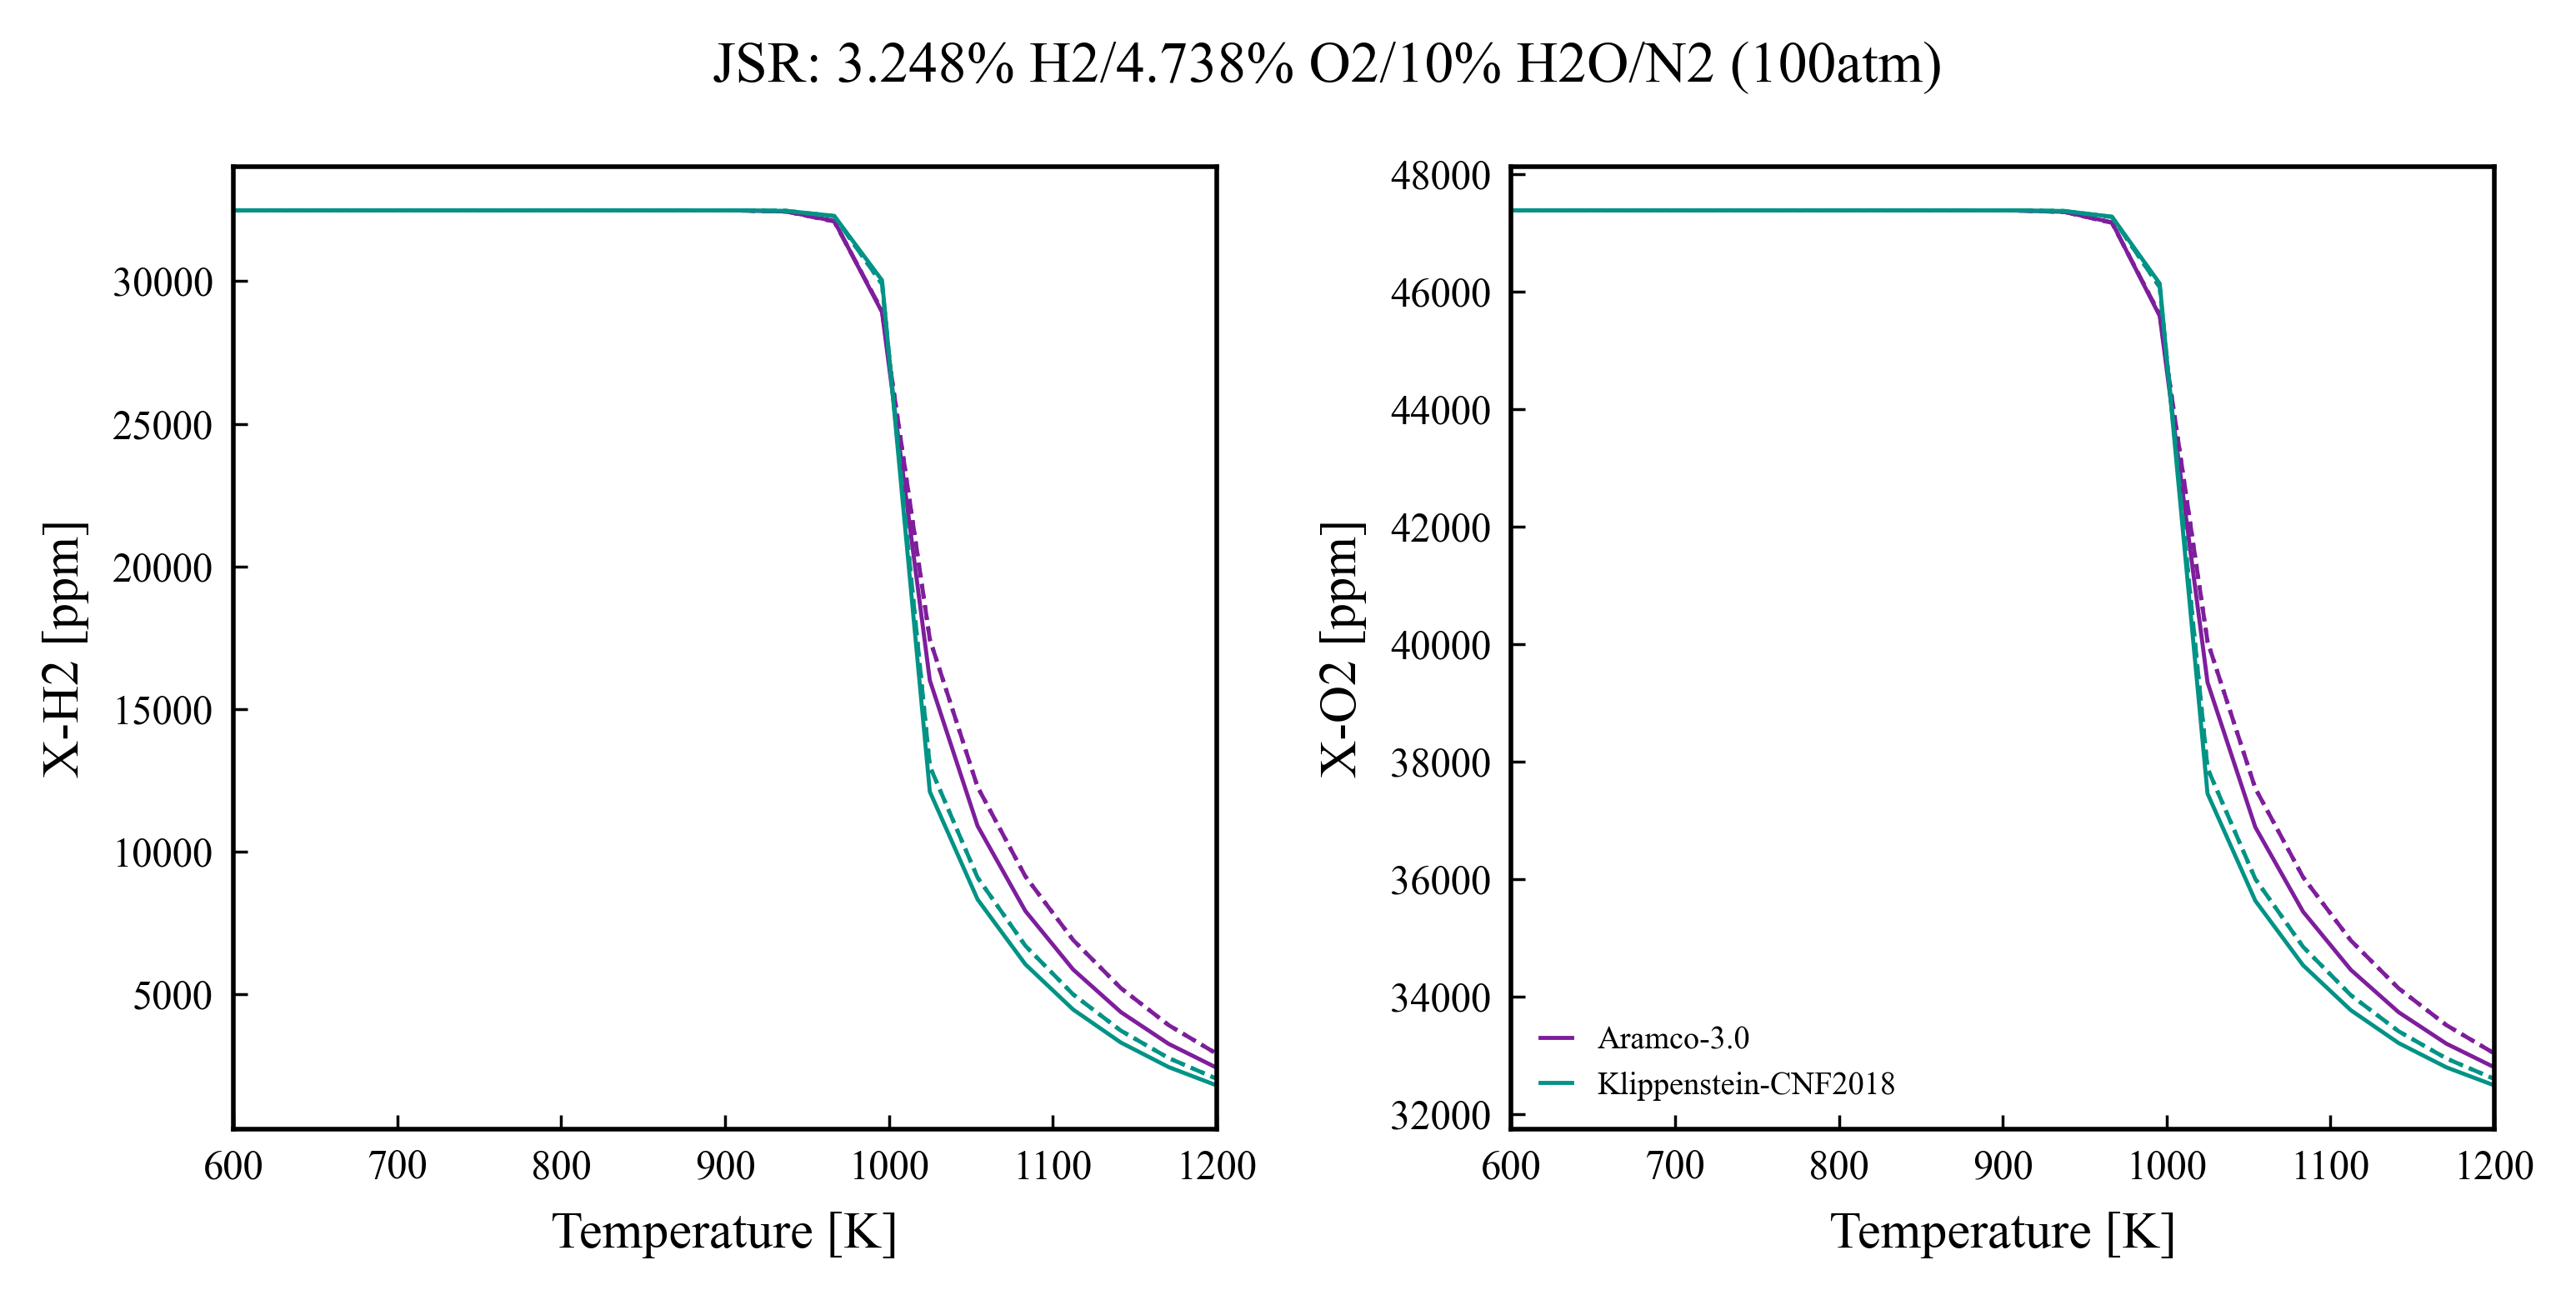 JSR: 3.248% H2/4.738% O2/10% H2O/N2 (100atm)
X-H2 [ppm]
30000
25000
20000
15000
10000
5000
600 700 800 900 1000 1100 1200
Temperature [K]
X-O2 [ppm]
48000
46000
44000
42000
40000
38000
36000
34000
32000
Aramco-3.0
Klippenstein-CNF2018
600 700 800 900 1000 1100 1200
Temperature [K]